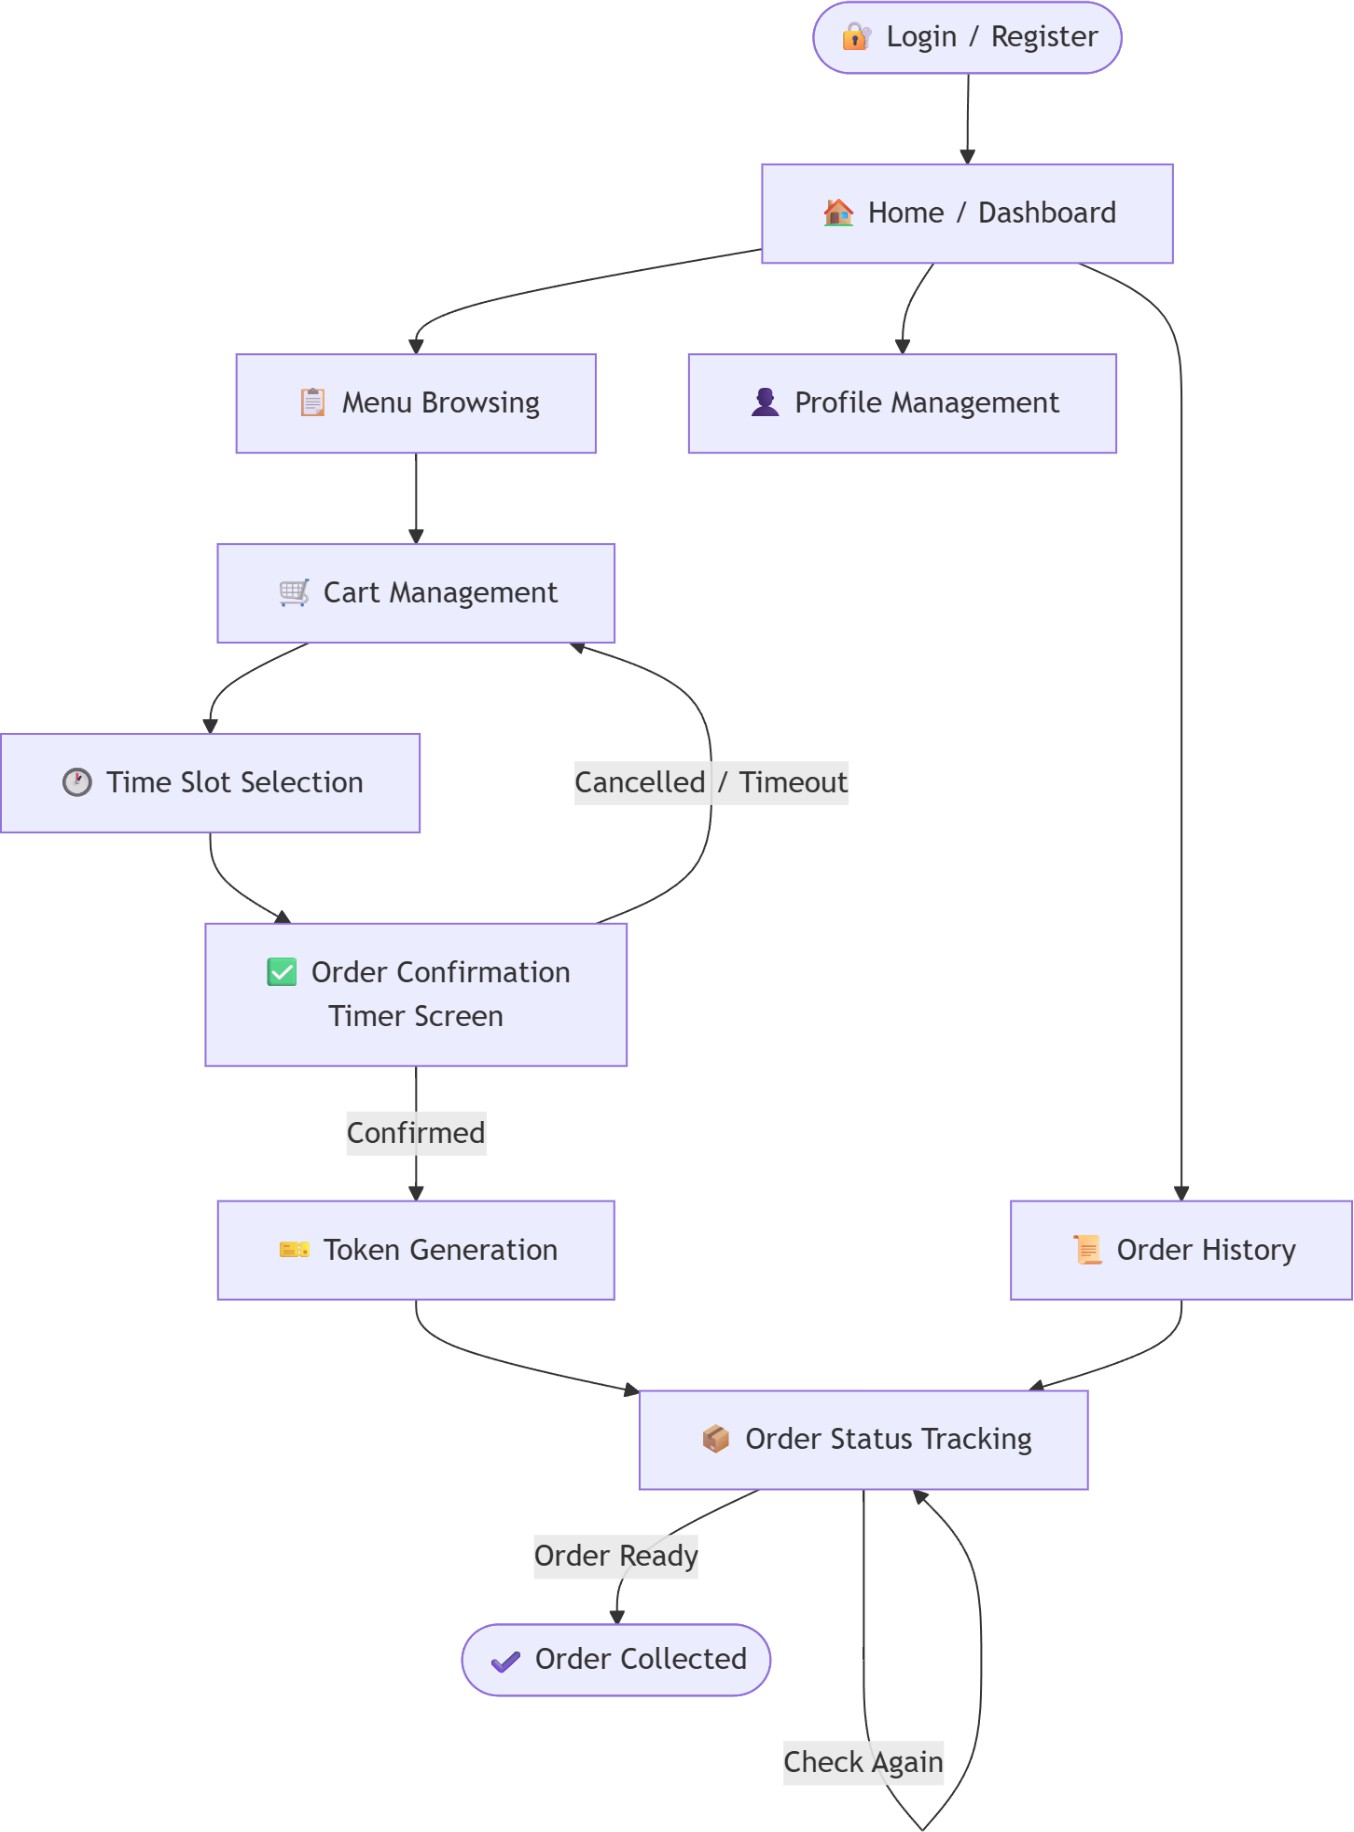 Login / Register
Home / Dashboard
Menu Browsing
Profile Management
Cart Management
Time Slot Selection
Cancelled / Timeout
Order Confirmation
Timer Screen
Confirmed
Token Generation
Order History
Order Status Tracking
Order Ready
Order Collected
Check Again